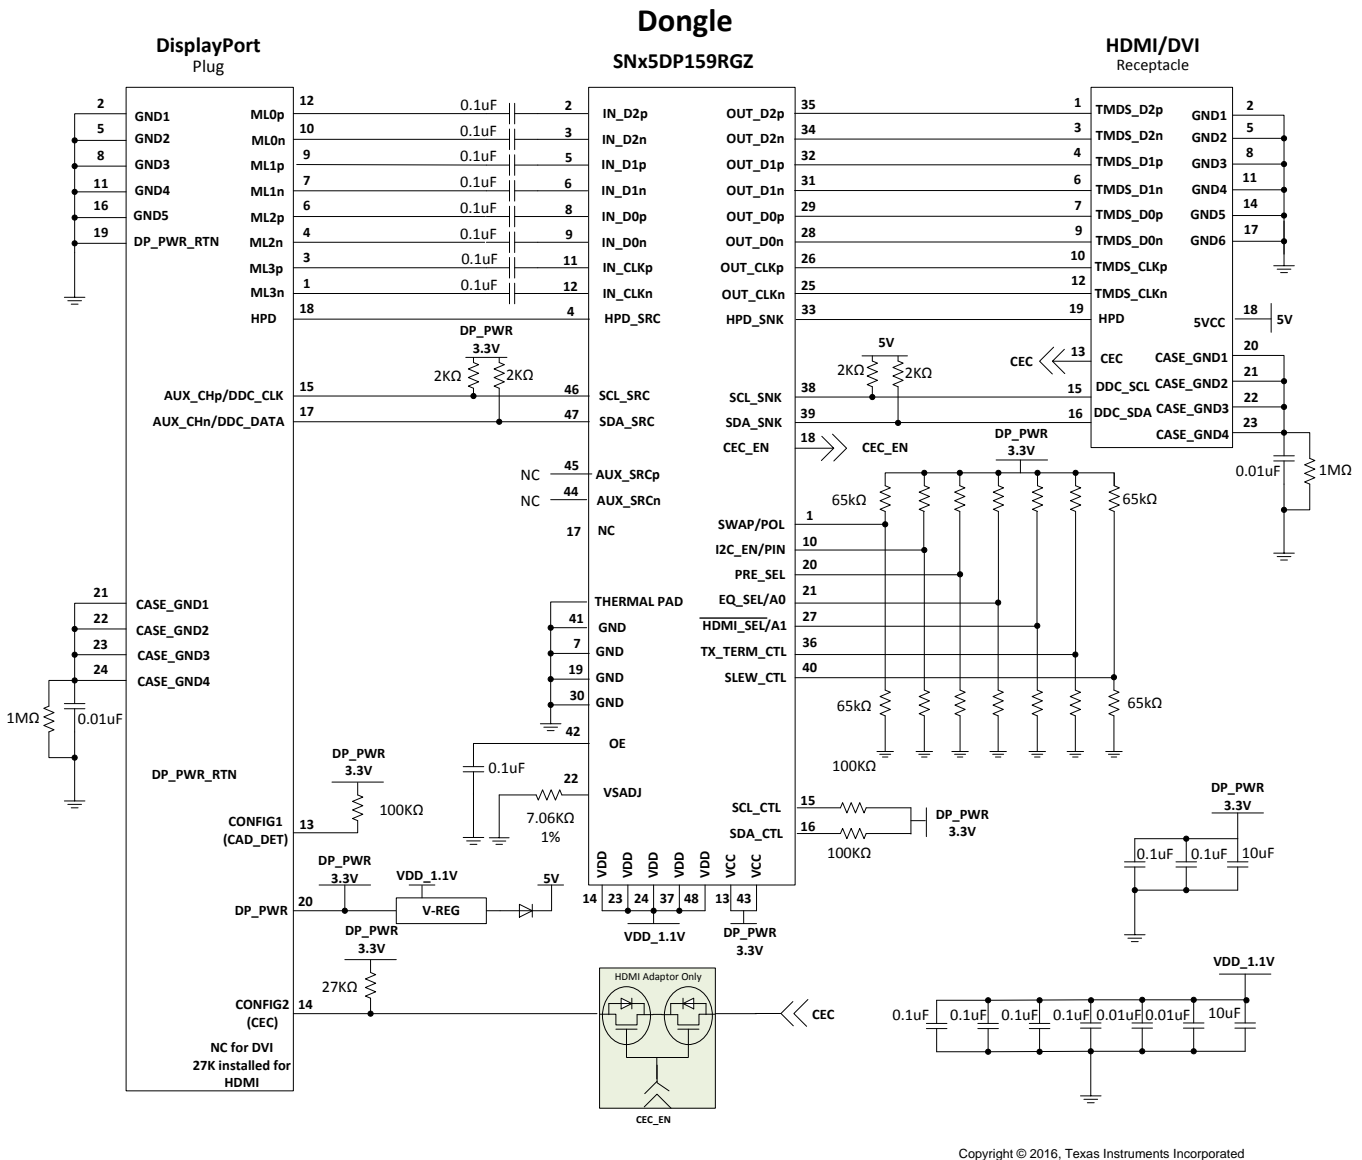 Dongle
DisplayPort
Plug
SNx5DP159RGZ
HDMI/DVI
Receptacle
2 GND1
5 GND2
8 GND3
11 GND4
16 GND5
19 DP_PWR_RTN
ML0p 12 0.1uF 2 IN_D2p
ML0n 10 0.1uF 3 IN_D2n
ML1p 9 0.1uF 5 IN_D1p
ML1n 7 0.1uF 6 IN_D1n
ML2p 6 0.1uF 8 IN_D0p
ML2n 4 0.1uF 9 IN_D0n
ML3p 3 0.1uF 11 IN_CLKp
ML3n 1 0.1uF 12 IN_CLKn
HPD 18 4 HPD_SRC
OUT_D2p 35 1 TMDS_D2p
OUT_D2n 34 3 TMDS_D2n
OUT_D1p 32 4 TMDS_D1p
OUT_D1n 31 6 TMDS_D1n
OUT_D0p 29 7 TMDS_D0p
OUT_D0n 28 9 TMDS_D0n
OUT_CLKp 26 10 TMDS_CLKp
OUT_CLKn 25 12 TMDS_CLKn
HPD_SNK 33 19 HPD
GND1 2
GND2 5
GND3 8
GND4 11
GND5 14
GND6 17
5VCC 18 5V
CEC 13 CEC
CASE_GND1 20
CASE_GND2 21
CASE_GND3 22
CASE_GND4 23
0.01uF 1MΩ
DP_PWR
3.3V
2KΩ 2KΩ
AUX_CHp/DDC_CLK 15 46 SCL_SRC
AUX_CHn/DDC_DATA 17 47 SDA_SRC
5V
2KΩ 2KΩ
SCL_SNK 38 15 DDC_SCL
SDA_SNK 39 16 DDC_SDA
CEC_EN 18 CEC_EN
NC 45 AUX_SRCp
NC 44 AUX_SRCn
17 NC
DP_PWR
3.3V
65kΩ 65kΩ
SWAP/POL 1
I2C_EN/PIN 10
PRE_SEL 20
EQ_SEL/A0 21
HDMI_SEL/A1 27
TX_TERM_CTL 36
SLEW_CTL 40
65kΩ 65kΩ
21 CASE_GND1
22 CASE_GND2
23 CASE_GND3
24 CASE_GND4
1MΩ 0.01uF
THERMAL PAD
41 GND
7 GND
19 GND
30 GND
42 OE
0.1uF
22 VSADJ
7.06KΩ
1%
DP_PWR_RTN
DP_PWR
3.3V
100KΩ
CONFIG1 13
(CAD_DET)
100KΩ
SCL_CTL 15
SDA_CTL 16
100KΩ
DP_PWR
3.3V
DP_PWR
3.3V
0.1uF 0.1uF 10uF
VDD VDD VDD VDD VDD VCC VCC
14 23 24 37 48 13 43
VDD_1.1V
DP_PWR
3.3V
DP_PWR
3.3V
VDD_1.1V
5V
DP_PWR 20
V-REG
DP_PWR
3.3V
27KΩ
CONFIG2 14
(CEC)
NC for DVI
27K installed for
HDMI
HDMI Adaptor Only
CEC
CEC_EN
VDD_1.1V
0.1uF 0.1uF 0.1uF 0.1uF 0.01uF 0.01uF 10uF
Copyright © 2016, Texas Instruments Incorporated